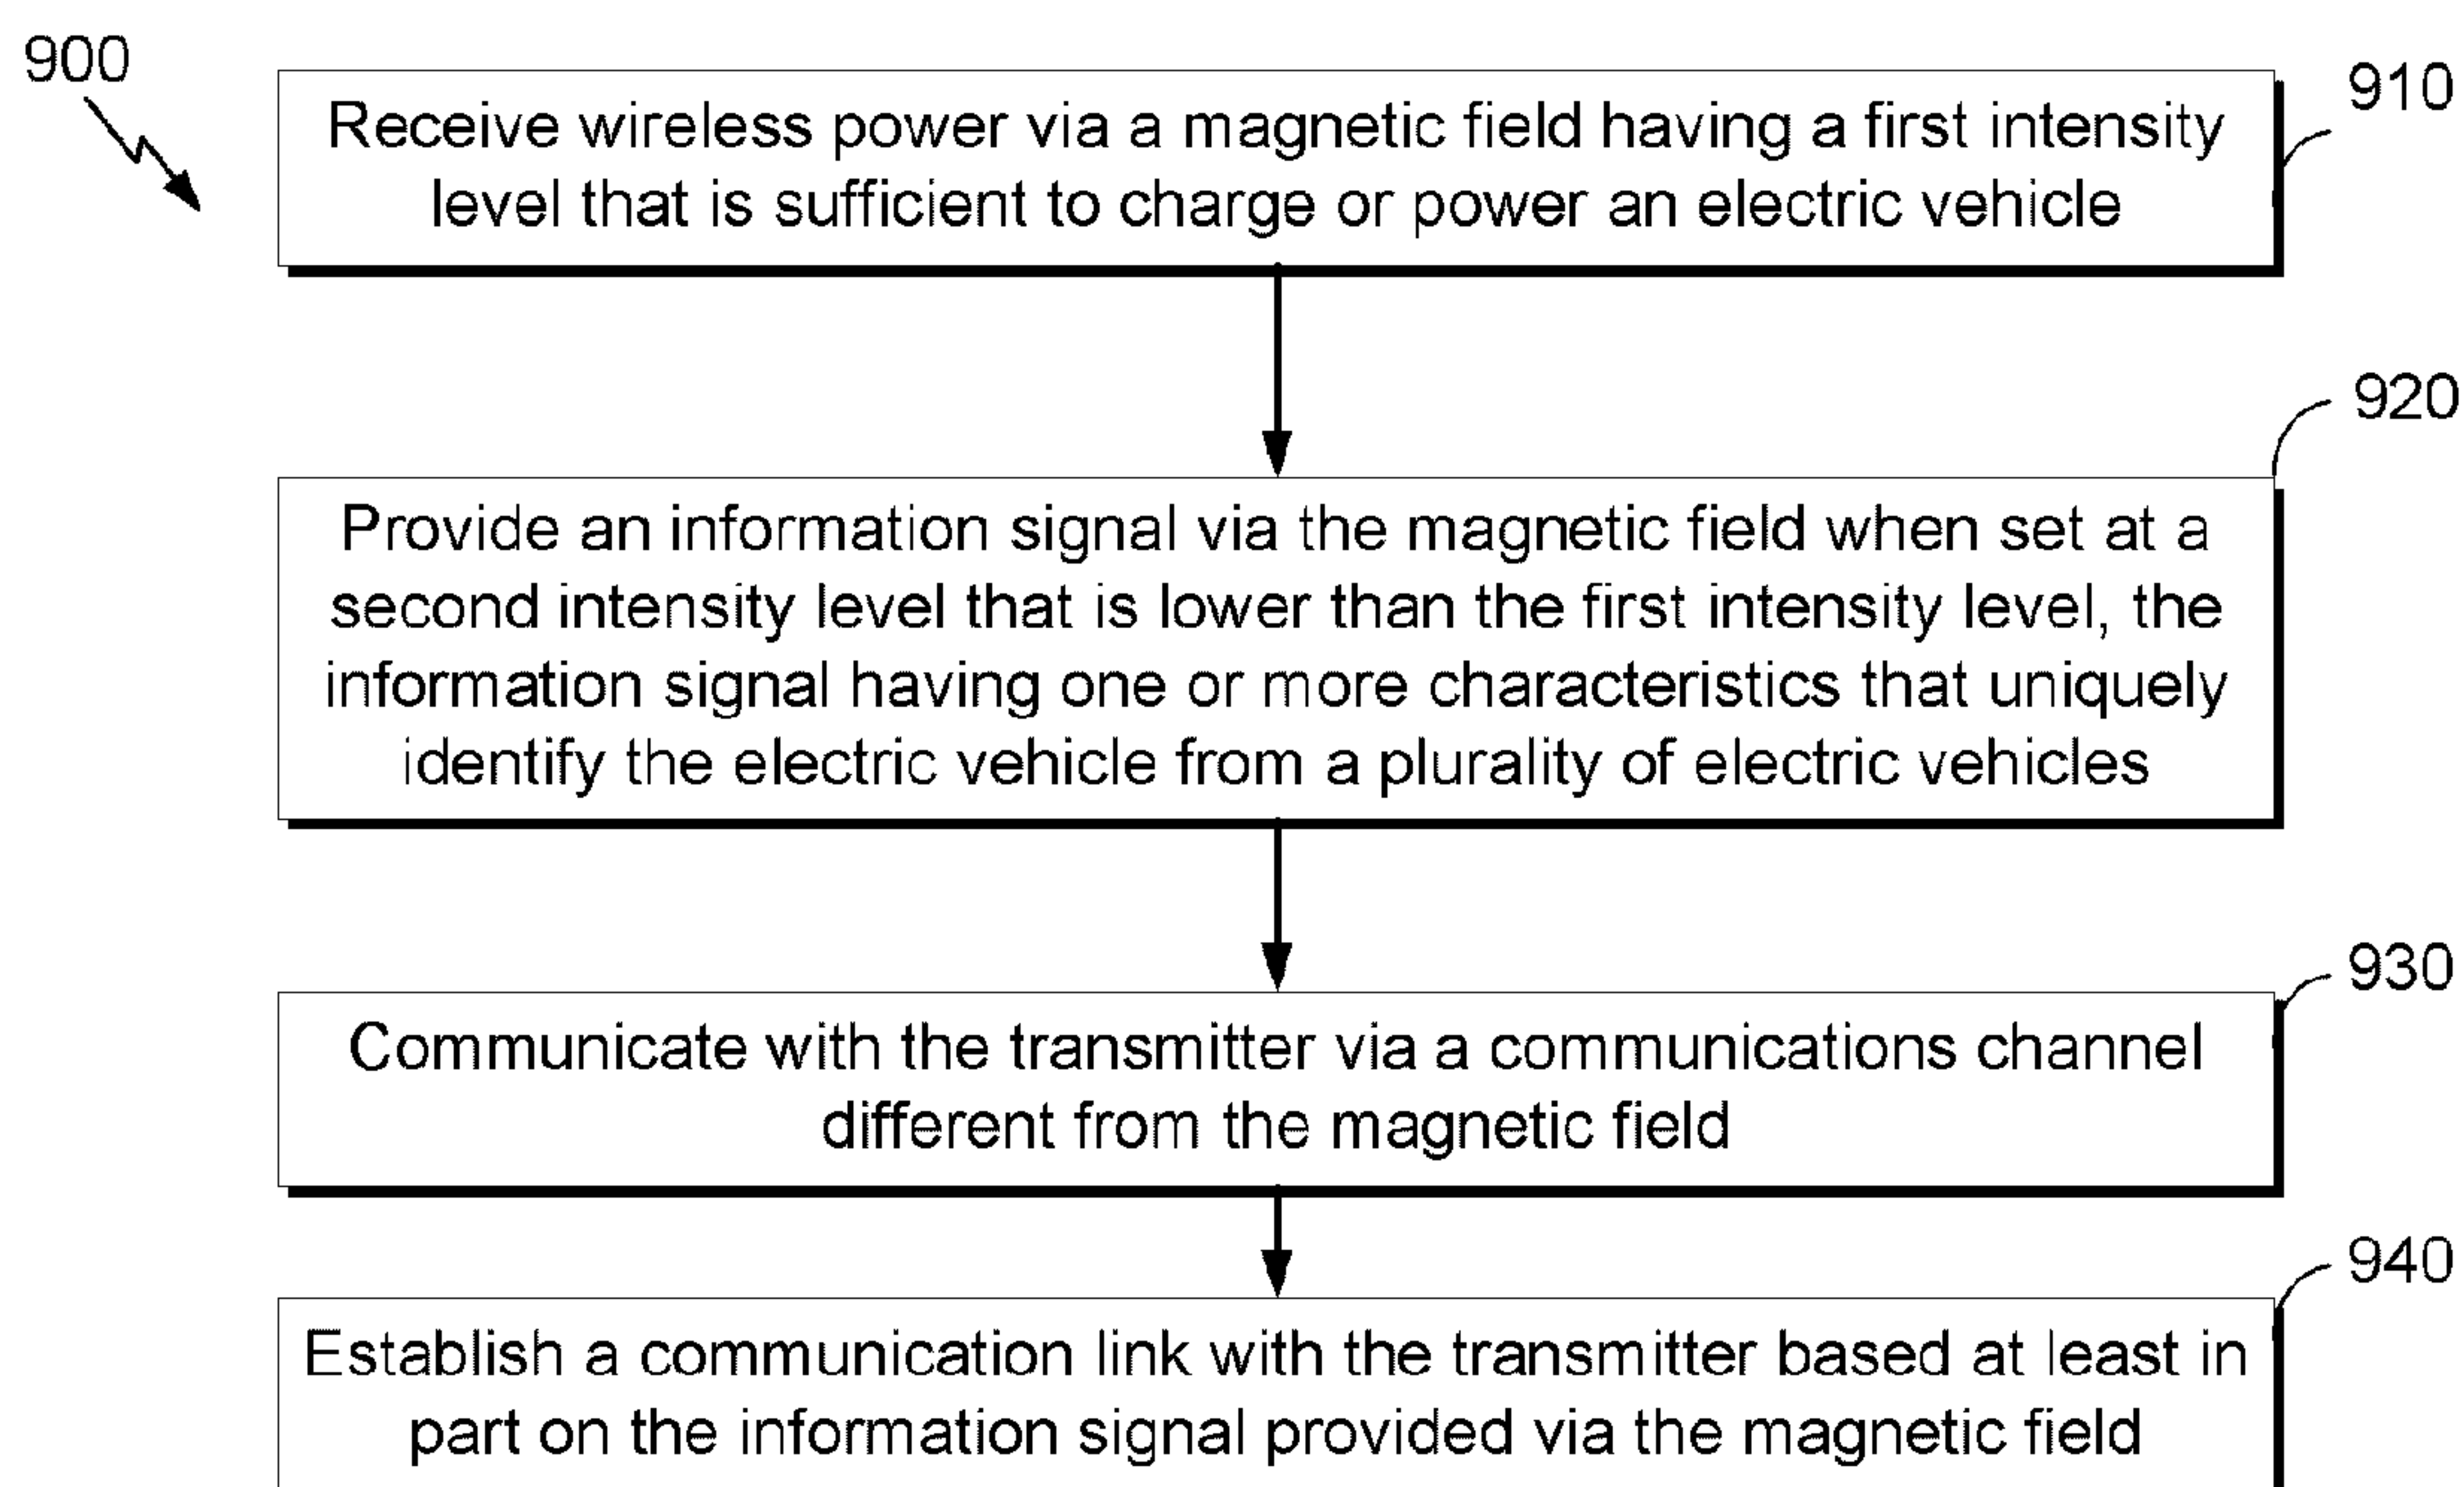 900
910
Receive wireless power via a magnetic field having a first intensity
level that is sufficient to charge or power an electric vehicle
920
Provide an information signal via the magnetic field when set at a
second intensity level that is lower than the first intensity level, the
information signal having one or more characteristics that uniquely
identify the electric vehicle from a plurality of electric vehicles
930
Communicate with the transmitter via a communications channel
different from the magnetic field
940
Establish a communication link with the transmitter based at least in
part on the information signal provided via the magnetic field